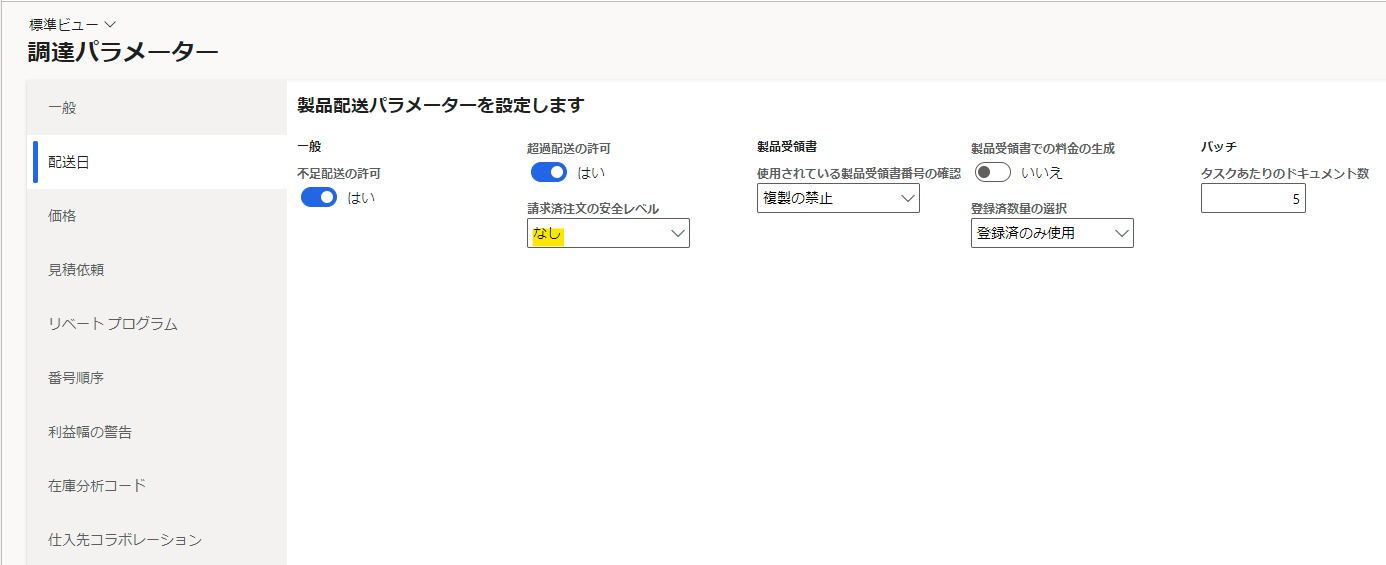 標準ビュー
調達パラメーター
一般
配送日
価格
見積依頼
リベート プログラム
番号順序
利益幅の警告
在庫分析コード
仕入先コラボレーション
製品配送パラメーターを設定します
一般
不足配送の許可
はい
超過配送の許可
はい
請求済注文の安全レベル
なし
製品受領書
使用されている製品受領書番号の確認
複製の禁止
製品受領書での料金の生成
いいえ
登録済数量の選択
登録済のみ使用
バッチ
タスクあたりのドキュメント数
5